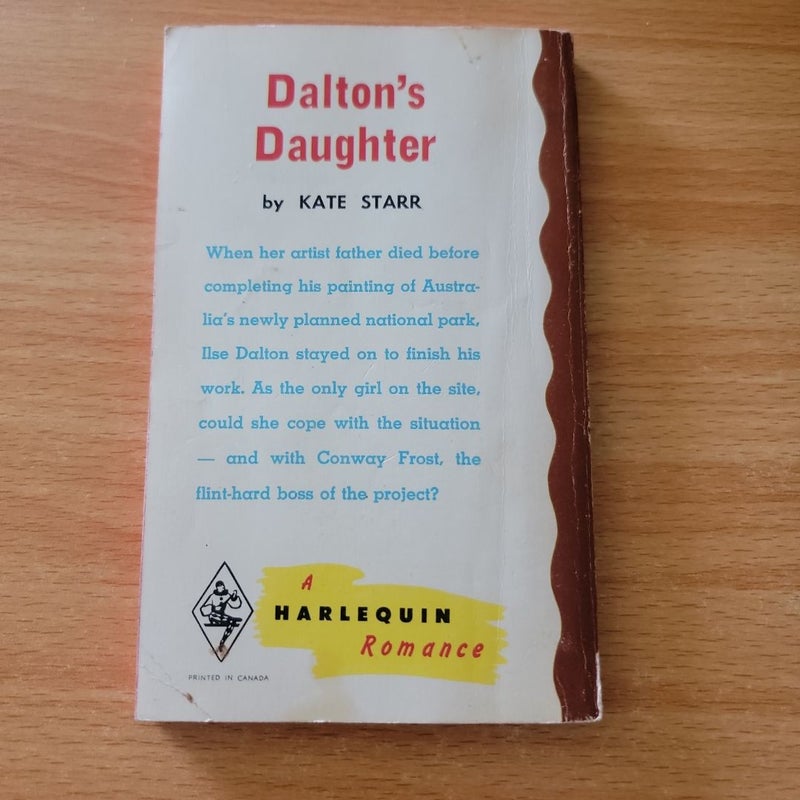 Dalton's
Daughter
by KATE STARR
When her artist father died before
completing his painting of Austra-
lia's newly planned national park,
Ilse Dalton stayed on to finish his
work. As the only girl on the site,
could she cope with the situation
— and with Conway Frost, the
flint-hard boss of the project?
A
HARLEQUIN
Romance
PRINTED IN CANADA